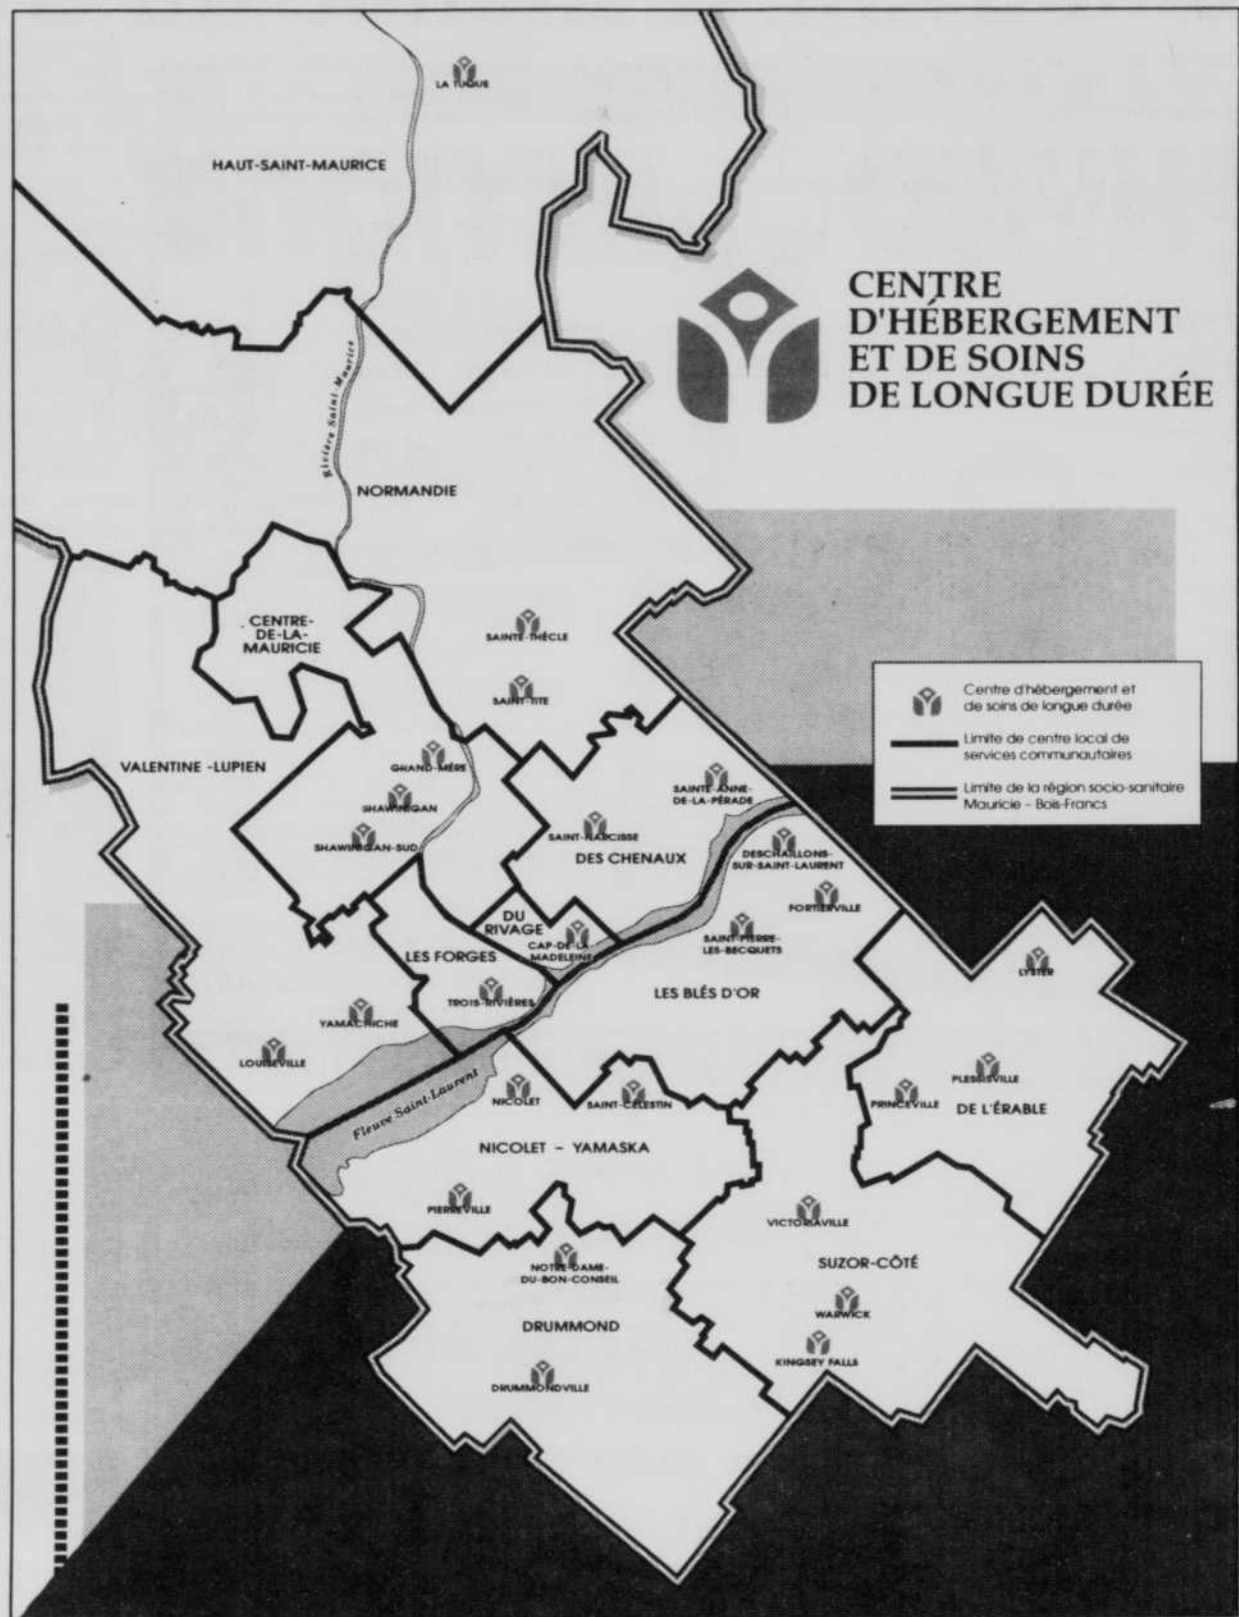 LA TUQUE
HAUT-SAINT-MAURICE
CENTRE
D'HÉBERGEMENT
ET DE SOINS
DE LONGUE DURÉE
Rivière Saint-Maurice
NORMANDIE
CENTRE-
DE-LA-
MAURICIE
SAINTE-THÈCLE
SAINT-TITE
Centre d'hébergement et
de soins de longue durée
Limite de centre local de
services communautaires
Limite de la région socio-sanitaire
Mauricie - Bois-Francs
VALENTINE -LUPIEN
GRAND-MÈRE
SHAWINIGAN
SHAWINIGAN-SUD
SAINTE-ANNE-
DE-LA-PÉRADE
SAINT-NARCISSE
DES CHENAUX
DESCHAILLONS-
SUR-SAINT-LAURENT
FORTIERVILLE
DU
RIVAGE
CAP-DE-LA
MADELEINE
SAINT-PIERRE-
LES-BECQUETS
LES FORGES
TROIS-RIVIÈRES
LES BLÉS D'OR
LYSTER
YAMACHICHE
LOUISEVILLE
Fleuve Saint-Laurent
NICOLET
SAINT-CÉLESTIN
PLESSISVILLE
PRINCEVILLE
DE L'ÉRABLE
NICOLET - YAMASKA
PIERREVILLE
VICTORIAVILLE
NOTRE-DAME-
DU-BON-CONSEIL
SUZOR-CÔTÉ
WARWICK
DRUMMOND
KINGSEY FALLS
DRUMMONDVILLE